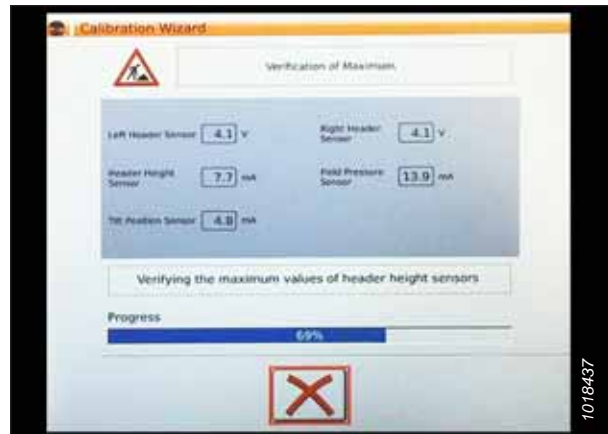 Calibration Wizard
Verification of Maximum.
Left Header Sensor 4.1 V
Right Header
Sensor 4.1 V
Header Height
Sensor 7.7 mA
Field Pressure
Sensor 13.9 mA
Tilt Position Sensor 4.8 mA
Verifying the maximum values of header height sensors
Progress
69%
1018437